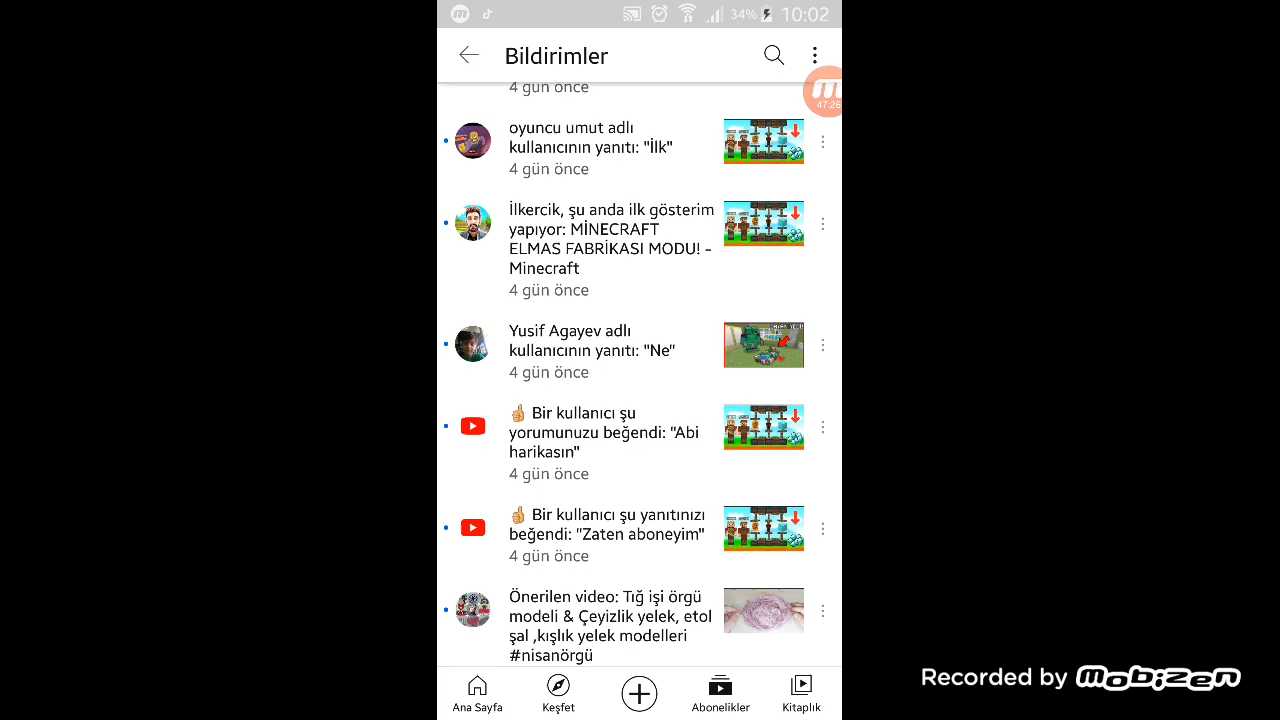 34% 10:02
Bildirimler
47:26
4 gün önce
oyuncu umut adlı
kullanıcının yanıtı: "İlk"
4 gün önce
İlkercik, şu anda ilk gösterim
yapıyor: MİNECRAFT
ELMAS FABRİKASI MODU! -
Minecraft
4 gün önce
Yusif Agayev adlı
kullanıcının yanıtı: "Ne"
4 gün önce
👍🏼 Bir kullanıcı şu
yorumunuzu beğendi: "Abi
harikasın"
4 gün önce
👍🏼 Bir kullanıcı şu yanıtınızı
beğendi: "Zaten aboneyim"
4 gün önce
Önerilen video: Tığ işi örgü
modeli & Çeyizlik yelek, etol
şal ,kışlık yelek modelleri
#nisanörgü
Ana Sayfa
Keşfet
Abonelikler
Kitaplık
Recorded by mobizen